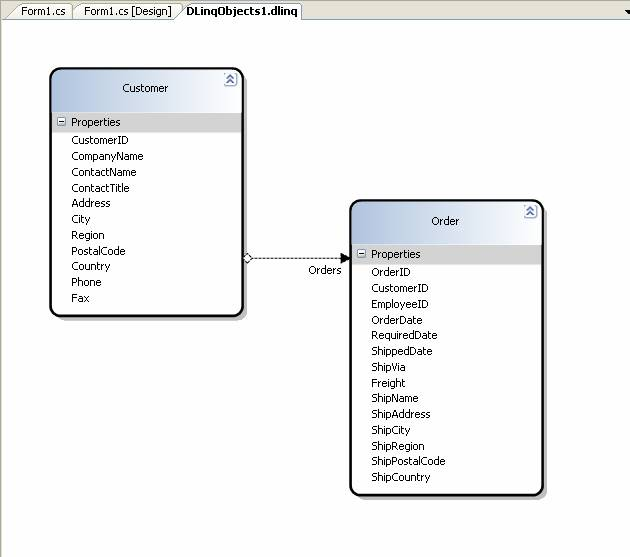 Form1.cs Form1.cs [Design] DLinqObjects1.dlinq
Customer
Properties
CustomerID
CompanyName
ContactName
ContactTitle
Address
City
Region
PostalCode
Country
Phone
Fax
Orders
Order
Properties
OrderID
CustomerID
EmployeeID
OrderDate
RequiredDate
ShippedDate
ShipVia
Freight
ShipName
ShipAddress
ShipCity
ShipRegion
ShipPostalCode
ShipCountry